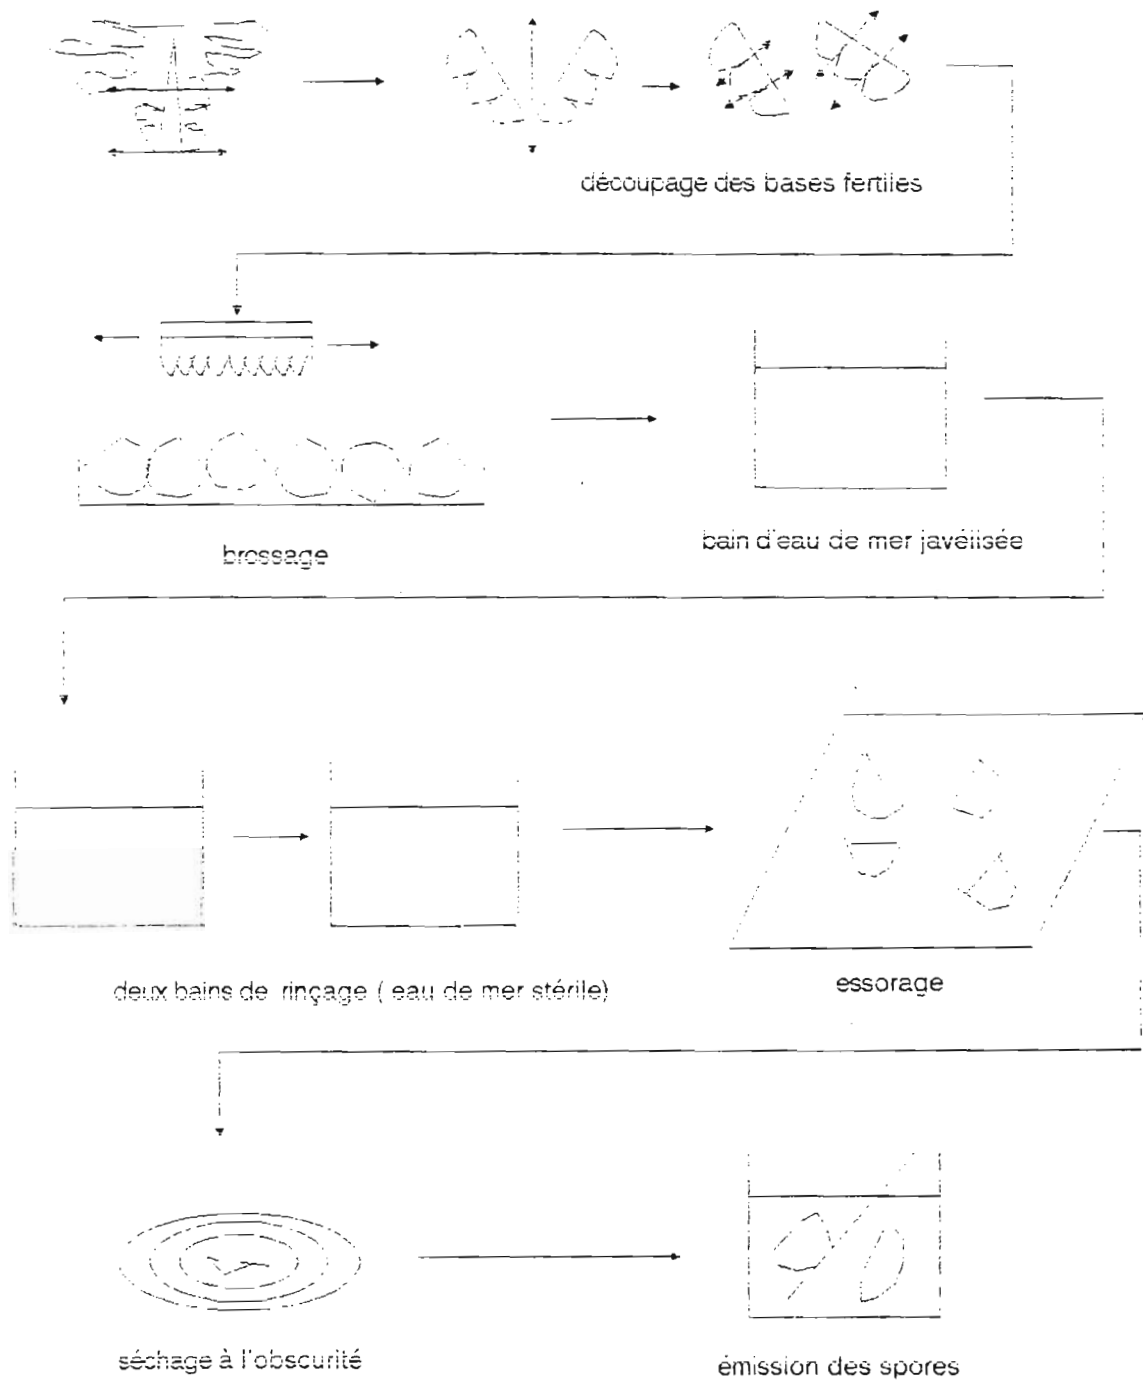 découpage des bases fertiles
brossage
bain d'eau de mer javélisée
deux bains de rinçage ( eau de mer stérile)
essorage
séchage à l'obscurité
émission des spores